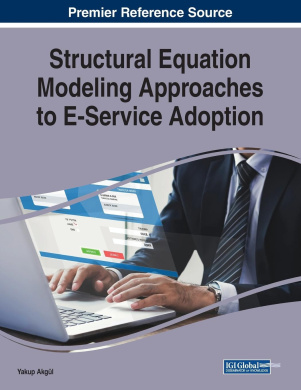 Premier Reference Source
Structural Equation
Modeling Approaches
to E-Service Adoption
Yakup Akgül
IGI Global